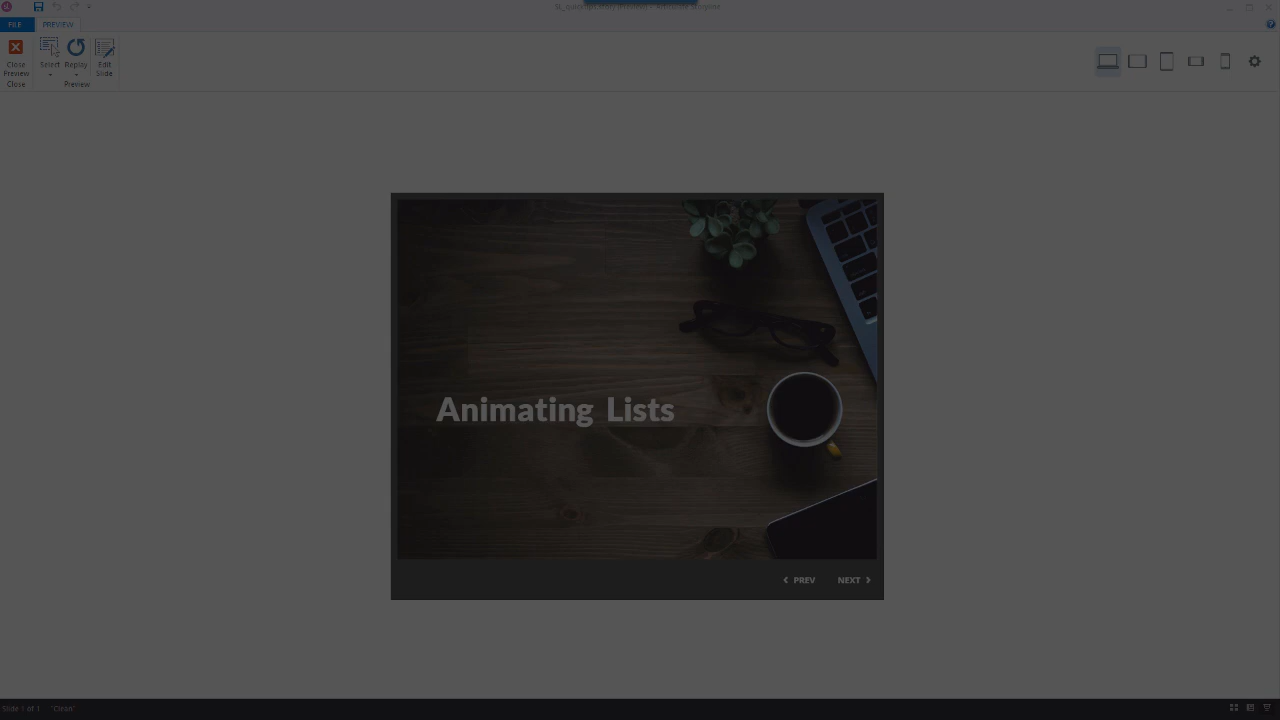 FILE
PREVIEW
Close Preview
Select
Replay
Edit Slide
Close
Preview
Animating Lists
PREV
NEXT
Slide 1 of 1
"Clean"